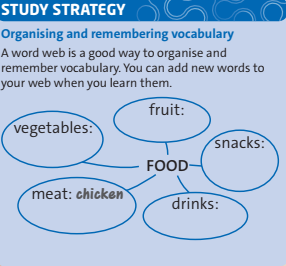 STUDY STRATEGY
Organising and remembering vocabulary
A word web is a good way to organise and
remember vocabulary. You can add new words to
your web when you learn them.
fruit:
vegetables:
snacks:
FOOD
meat: chicken
drinks: